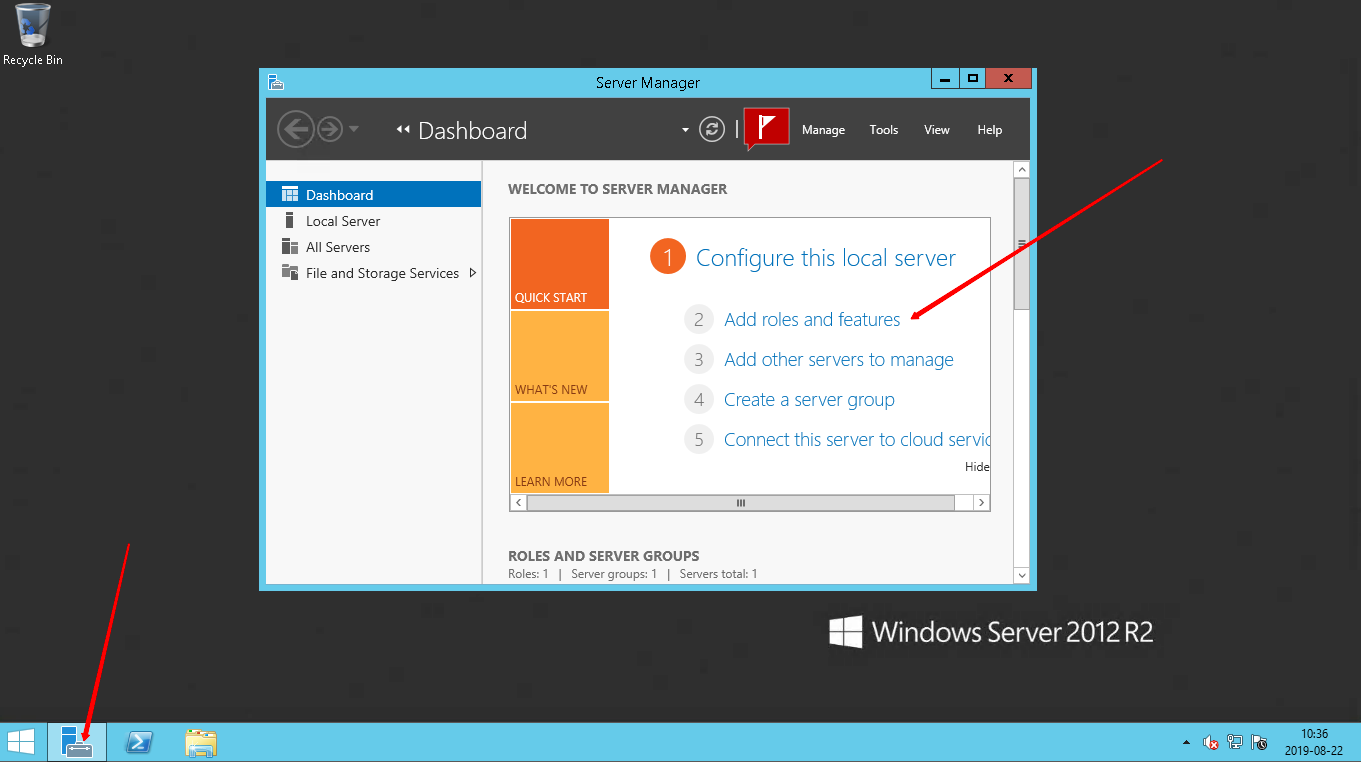 Recycle Bin
Server Manager
Dashboard
Manage
Tools
View
Help
Dashboard
Local Server
All Servers
File and Storage Services
WELCOME TO SERVER MANAGER
QUICK START
WHAT'S NEW
LEARN MORE
1 Configure this local server
2 Add roles and features
3 Add other servers to manage
4 Create a server group
5 Connect this server to cloud servic
Hide
ROLES AND SERVER GROUPS
Roles: 1 | Server groups: 1 | Servers total: 1
Windows Server 2012 R2
10:36
2019-08-22